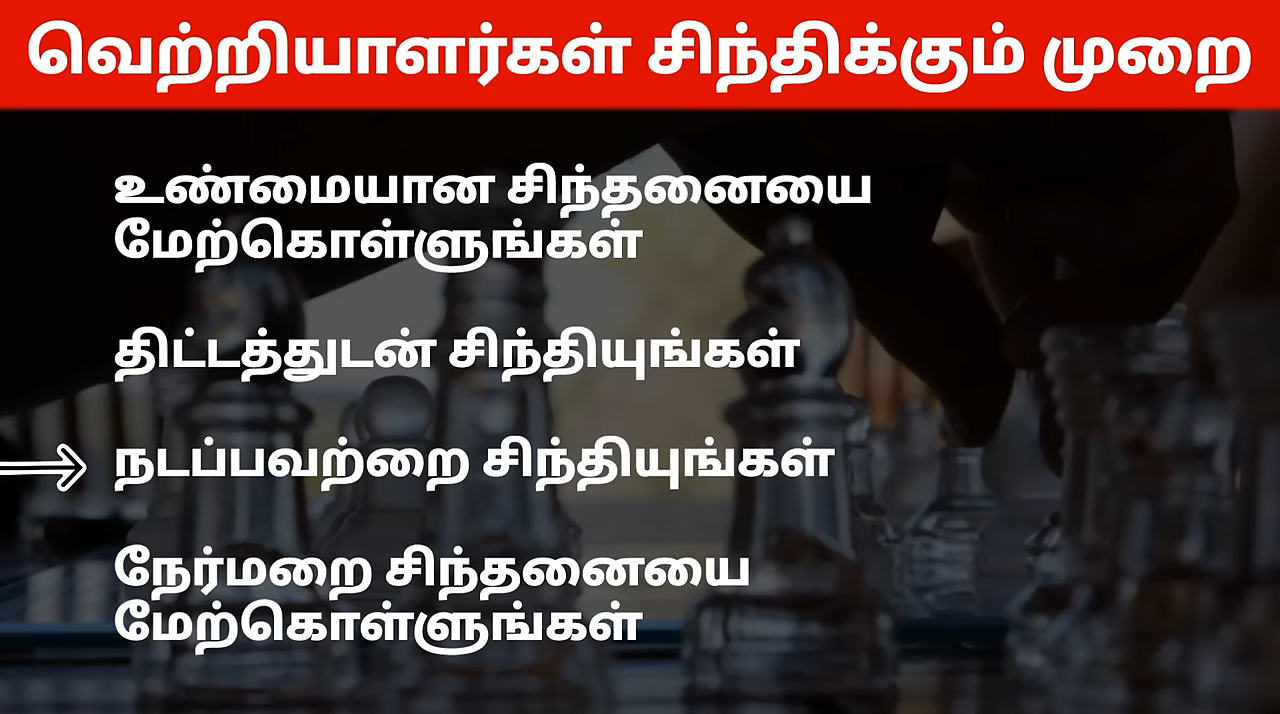 வெற்றியாளர்கள் சிந்திக்கும் முறை
உண்மையான சிந்தனையை
மேற்கொள்ளுங்கள்
திட்டத்துடன் சிந்தியுங்கள்
நடப்பவற்றை சிந்தியுங்கள்
நேர்மறை சிந்தனையை
மேற்கொள்ளுங்கள்